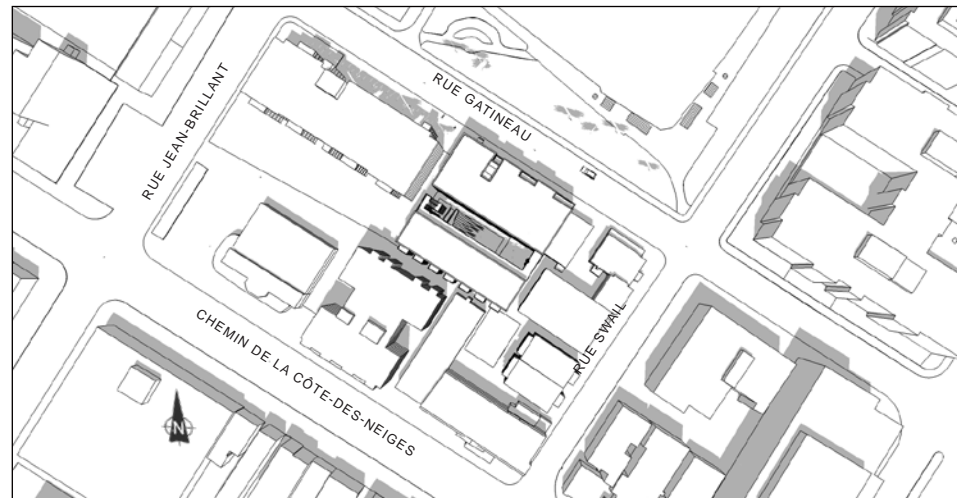 RUE GATINEAU
RUE JEAN-BRILLANT
CHEMIN DE LA CÔTE-DES-NEIGES
RUE SWAIL
N